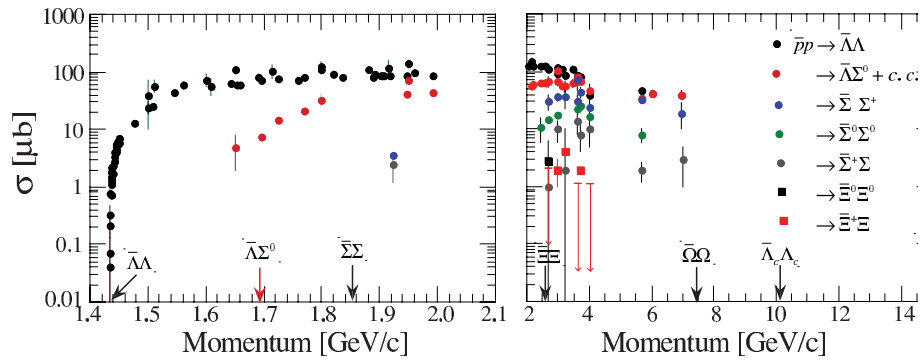 σ [μb]
1000
100
10
1
0.1
0.01
Λ̄Λ
Λ̄Σ⁰
Σ̄Σ
1.4 1.5 1.6 1.7 1.8 1.9 2.0 2.1
Momentum [GeV/c]
p̄p → Λ̄Λ
→ Λ̄Σ⁰ + c. c.
→ Σ̄ Σ⁺
→ Σ̄⁰Σ⁰
→ Σ̄⁺Σ
→ Ξ̄⁰Ξ⁰
→ Ξ̄⁺Ξ
Ξ̄Ξ
Ω̄Ω
Λ̄_cΛ_c
2 4 6 8 10 12 14
Momentum [GeV/c]